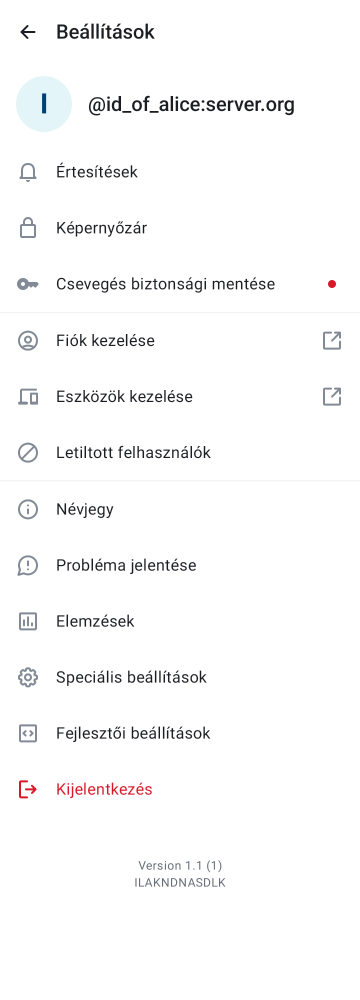 Beállítások
I
@id_of_alice:server.org
Értesítések
Képernyőzár
Csevegés biztonsági mentése
Fiók kezelése
Eszközök kezelése
Letiltott felhasználók
Névjegy
Probléma jelentése
Elemzések
Speciális beállítások
Fejlesztői beállítások
Kijelentkezés
Version 1.1 (1)
ILAKNDNASDLK